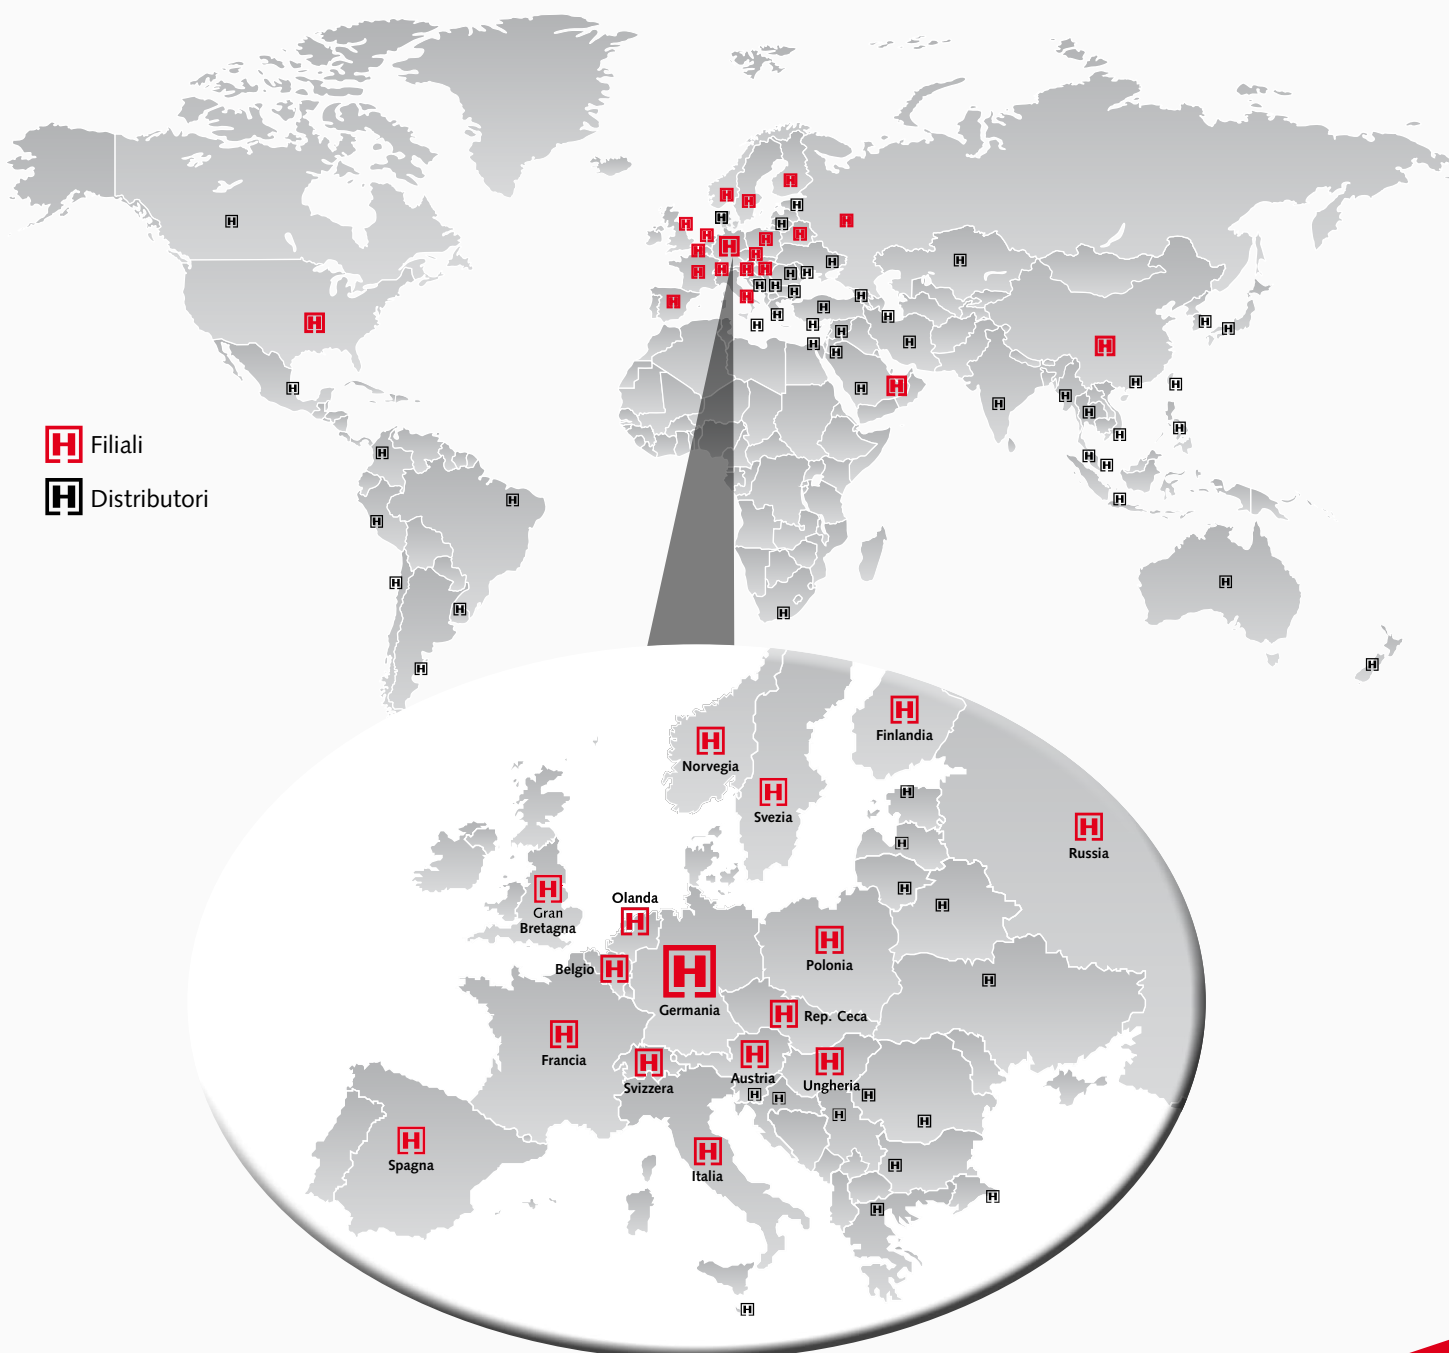 Filiali
Distributori
Finlandia
Norvegia
Svezia
Russia
Gran
Bretagna
Olanda
Belgio
Germania
Polonia
Rep. Ceca
Francia
Svizzera
Austria
Ungheria
Spagna
Italia